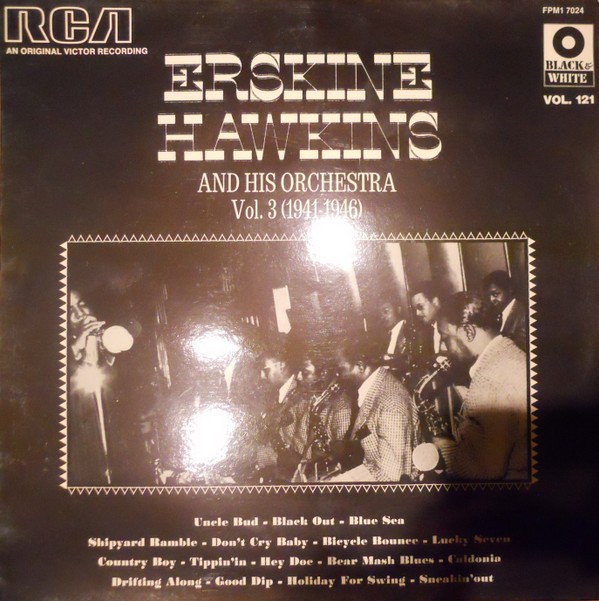 RCA
AN ORIGINAL VICTOR RECORDING
FPM1 7024
BLACK &
WHITE
VOL. 121
ERSKINE
HAWKINS
AND HIS ORCHESTRA
Vol. 3 (1941-1946)
Uncle Bud - Black Out - Blue Sea
Shipyard Ramble - Don't Cry Baby - Bicycle Bounce - Lucky Seven
Country Boy - Tippin'in - Hey Doc - Bear Mash Blues - Caldonia
Drifting Along - Good Dip - Holiday For Swing - Sneakin'out